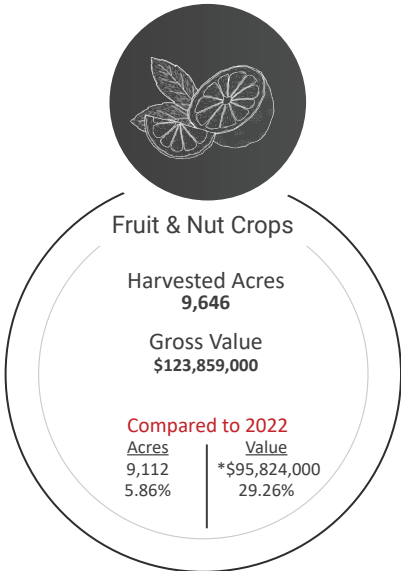 Fruit & Nut Crops
Harvested Acres
9,646
Gross Value
$123,859,000
Compared to 2022
Acres Value
9,112 *$95,824,000
5.86% 29.26%